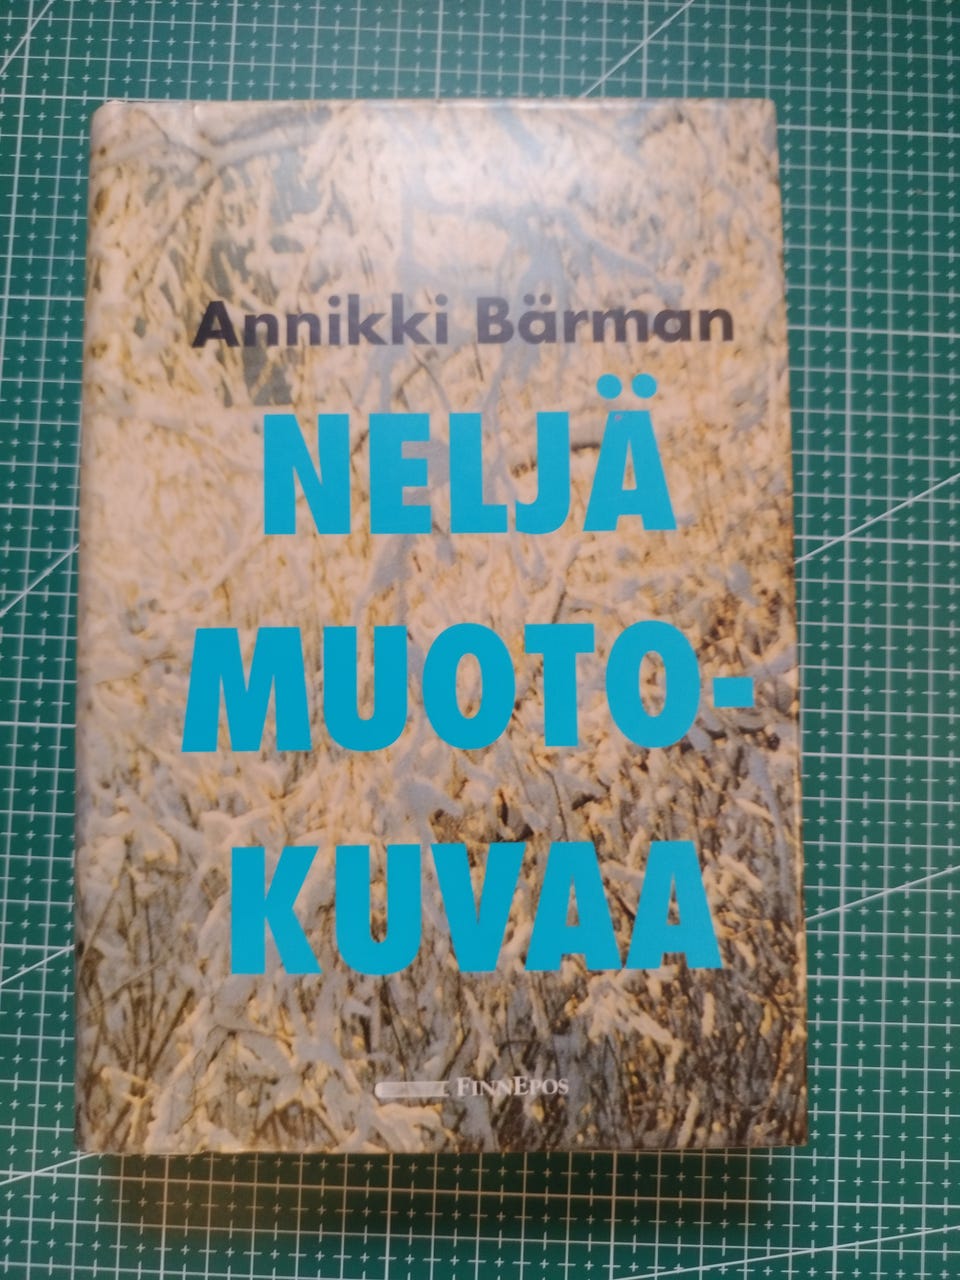 Annikki Bärman
NELJÄ
MUOTO-
KUVAA
FINNEPOS